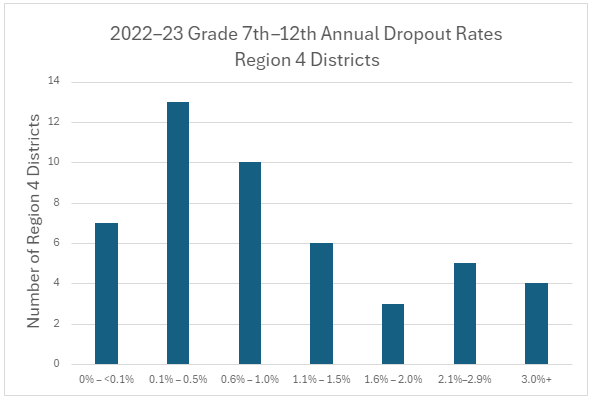 2022–23 Grade 7th–12th Annual Dropout Rates
Region 4 Districts
Number of Region 4 Districts
14
12
10
8
6
4
2
0
0% – <0.1%
0.1% – 0.5%
0.6% – 1.0%
1.1% – 1.5%
1.6% – 2.0%
2.1%–2.9%
3.0%+